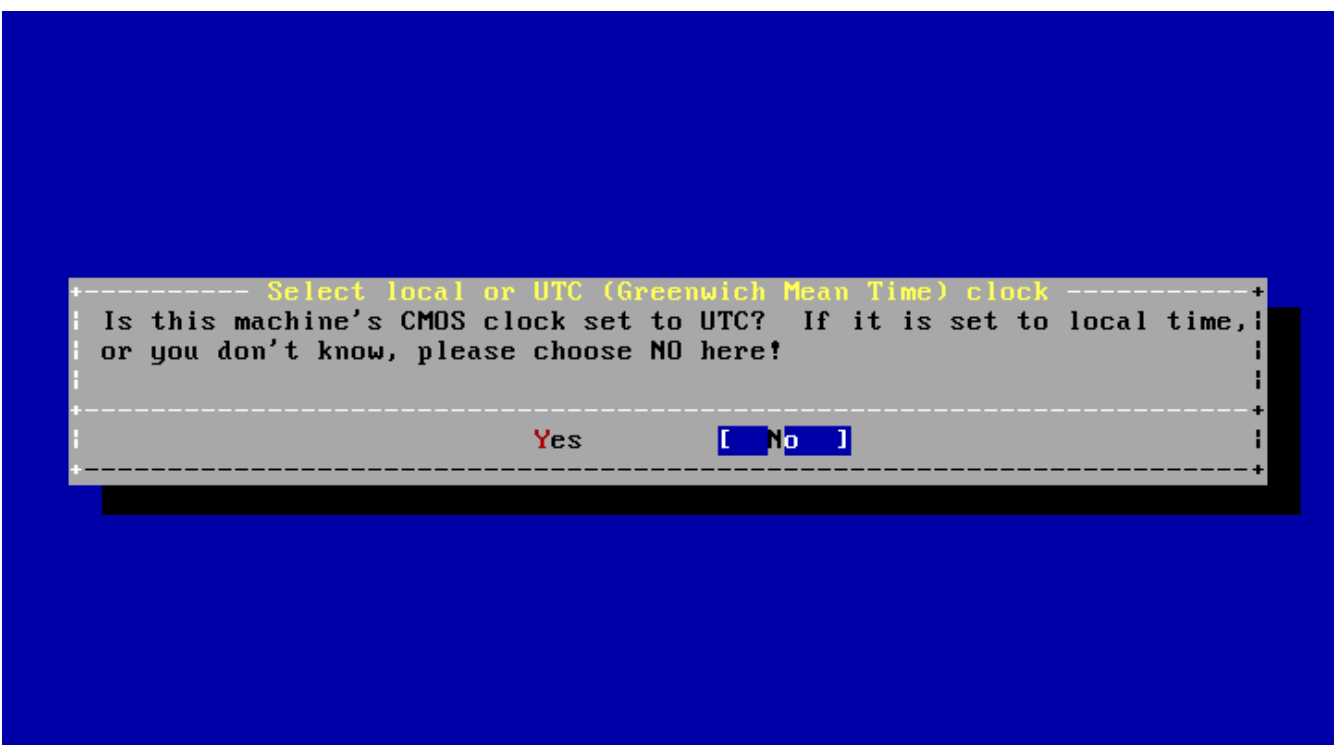 Select local or UTC (Greenwich Mean Time) clock
Is this machine's CMOS clock set to UTC?  If it is set to local time,
or you don't know, please choose NO here!
Yes [  No  ]